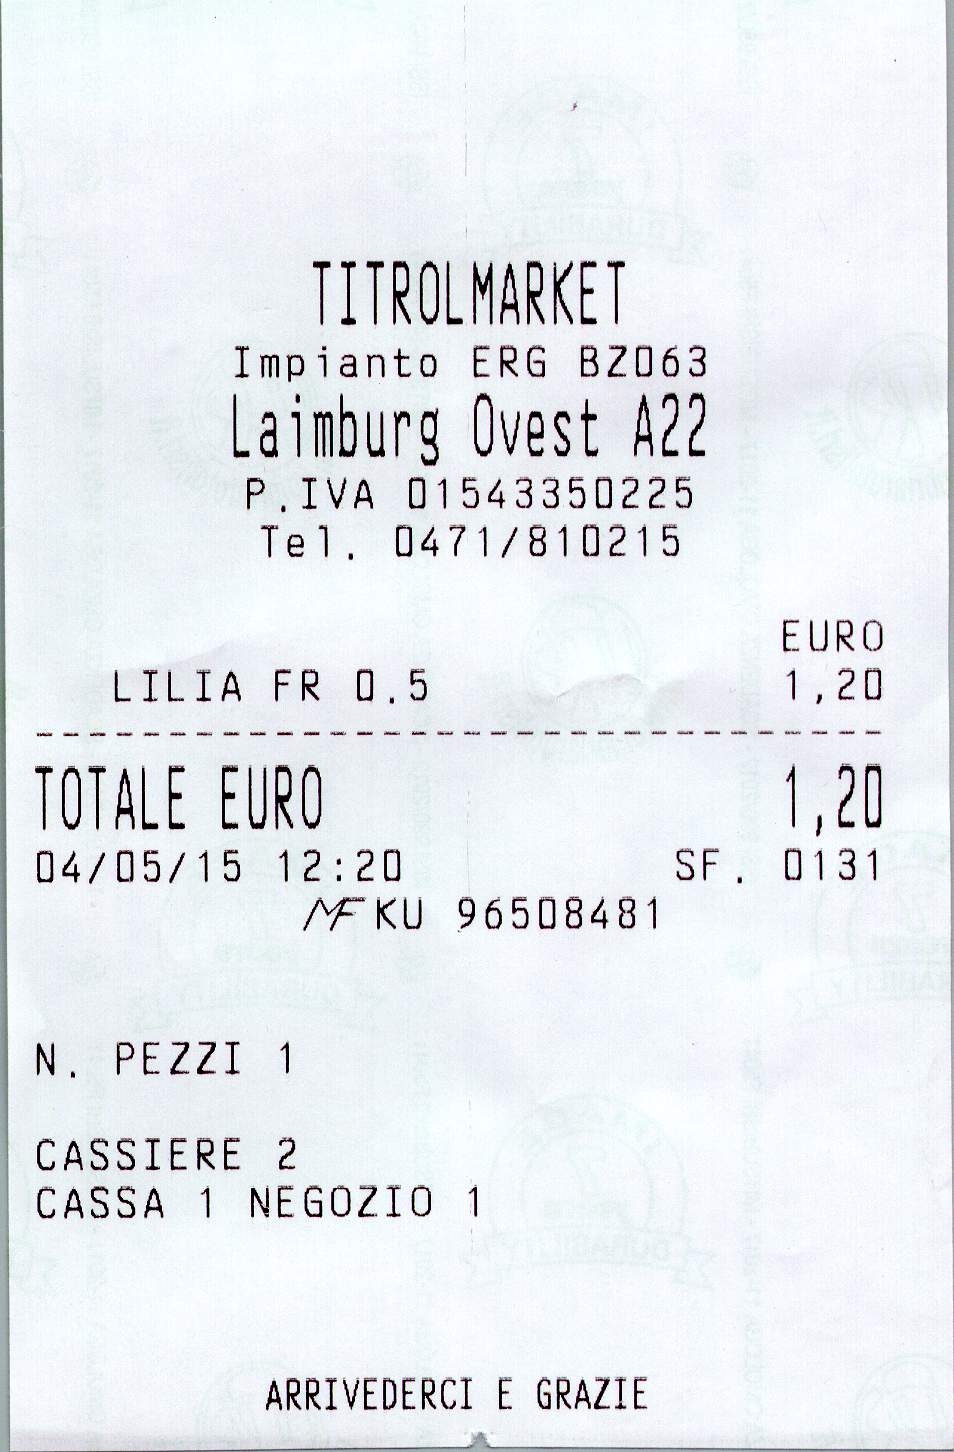 TITROLMARKET
Impianto ERG BZ063
Laimburg Ovest A22
P.IVA 01543350225
Tel. 0471/810215
EURO
LILIA FR 0.5 1,20
TOTALE EURO 1,20
04/05/15 12:20 SF. 0131
MF KU 96508481
N. PEZZI 1
CASSIERE 2
CASSA 1 NEGOZIO 1
ARRIVEDERCI E GRAZIE